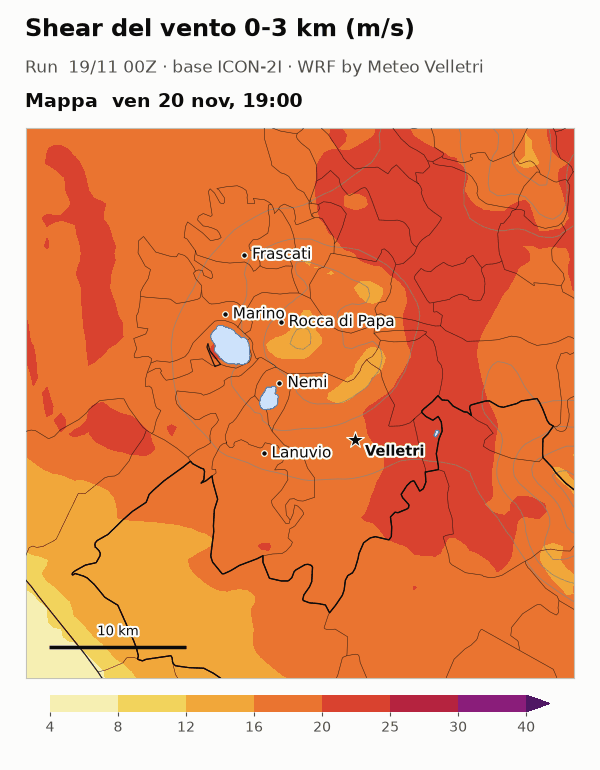 Shear del vento 0-3 km (m/s)
Run  19/11 00Z · base ICON-2I · WRF by Meteo Velletri
Mappa  ven 20 nov, 19:00
Frascati
Marino
Rocca di Papa
Nemi
Velletri
Lanuvio
10 km
4 8 12 16 20 25 30 40